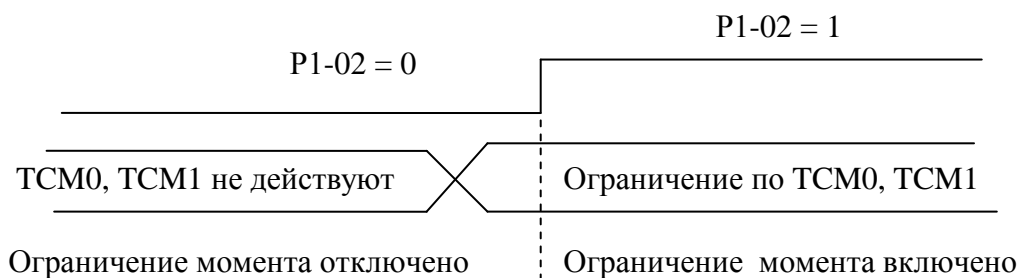 P1-02 = 1
P1-02 = 0
TCM0, TCM1 не действуют
Ограничение по TCM0, TCM1
Ограничение момента отключено
Ограничение момента включено